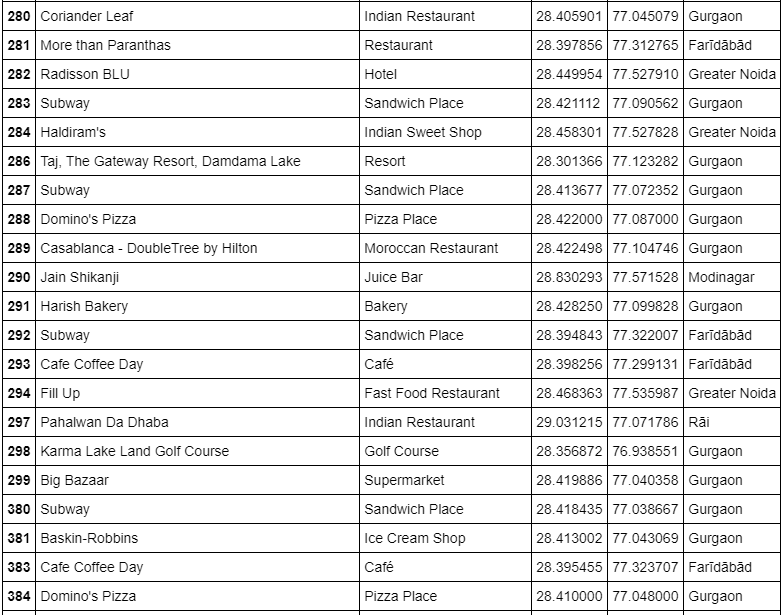 280 Coriander Leaf Indian Restaurant 28.405901 77.045079 Gurgaon
281 More than Paranthas Restaurant 28.397856 77.312765 Farīdābād
282 Radisson BLU Hotel 28.449954 77.527910 Greater Noida
283 Subway Sandwich Place 28.421112 77.090562 Gurgaon
284 Haldiram's Indian Sweet Shop 28.458301 77.527828 Greater Noida
286 Taj, The Gateway Resort, Damdama Lake Resort 28.301366 77.123282 Gurgaon
287 Subway Sandwich Place 28.413677 77.072352 Gurgaon
288 Domino's Pizza Pizza Place 28.422000 77.087000 Gurgaon
289 Casablanca - DoubleTree by Hilton Moroccan Restaurant 28.422498 77.104746 Gurgaon
290 Jain Shikanji Juice Bar 28.830293 77.571528 Modinagar
291 Harish Bakery Bakery 28.428250 77.099828 Gurgaon
292 Subway Sandwich Place 28.394843 77.322007 Farīdābād
293 Cafe Coffee Day Café 28.398256 77.299131 Farīdābād
294 Fill Up Fast Food Restaurant 28.468363 77.535987 Greater Noida
297 Pahalwan Da Dhaba Indian Restaurant 29.031215 77.071786 Rāi
298 Karma Lake Land Golf Course Golf Course 28.356872 76.938551 Gurgaon
299 Big Bazaar Supermarket 28.419886 77.040358 Gurgaon
380 Subway Sandwich Place 28.418435 77.038667 Gurgaon
381 Baskin-Robbins Ice Cream Shop 28.413002 77.043069 Gurgaon
383 Cafe Coffee Day Café 28.395455 77.323707 Farīdābād
384 Domino's Pizza Pizza Place 28.410000 77.048000 Gurgaon